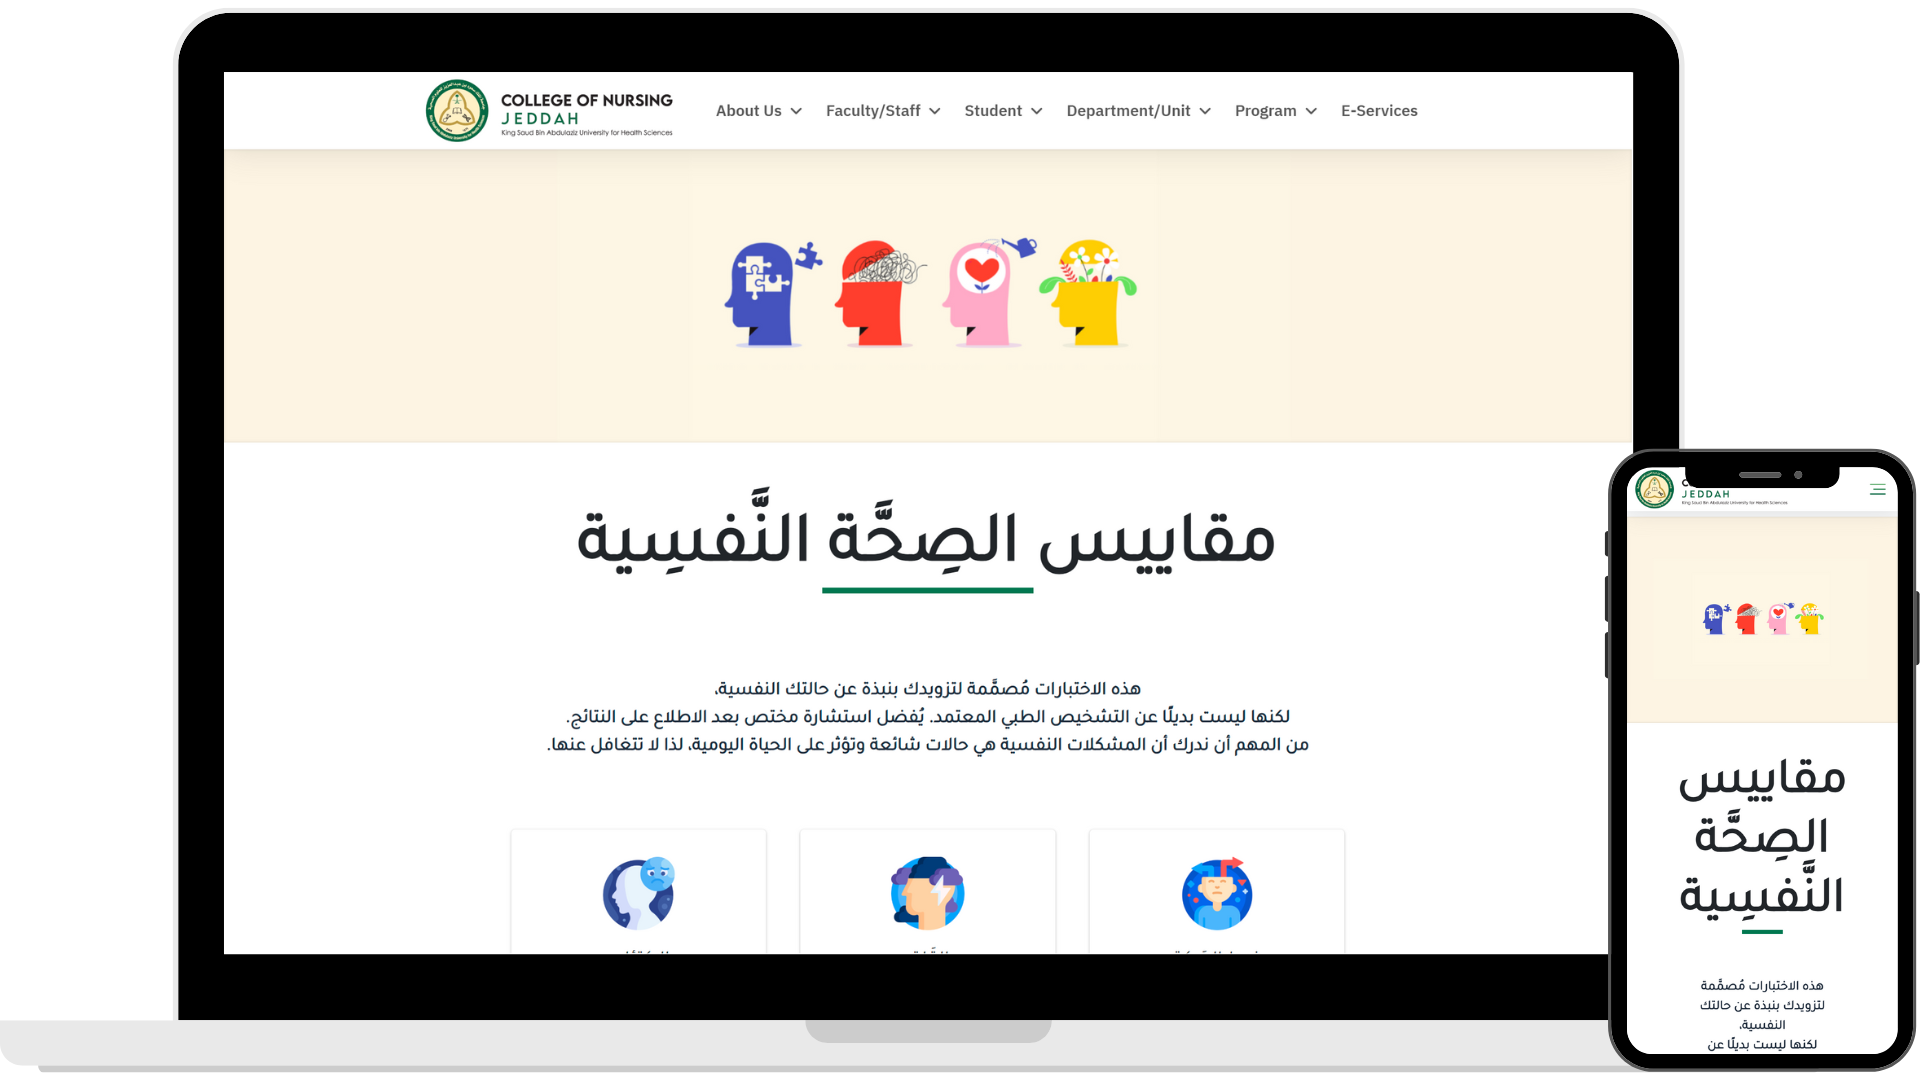 COLLEGE OF NURSING
JEDDAH
King Saud Bin Abdulaziz University for Health Sciences
About Us
Faculty/Staff
Student
Department/Unit
Program
E-Services
مقاييس الصِحَّة النَّفسِية
هذه الاختبارات مُصمَّمة لتزويدك بنبذة عن حالتك النفسية،
لكنها ليست بديلًا عن التشخيص الطبي المعتمد. يُفضل استشارة مختص بعد الاطلاع على النتائج.
من المهم أن ندرك أن المشكلات النفسية هي حالات شائعة وتؤثر على الحياة اليومية، لذا لا تتغافل عنها.
JEDDAH
King Saud Bin Abdulaziz University for Health Sciences
مقاييس
الصِحَّة
النَّفسِية
هذه الاختبارات مُصمَّمة
لتزويدك بنبذة عن حالتك
النفسية،
لكنها ليست بديلًا عن